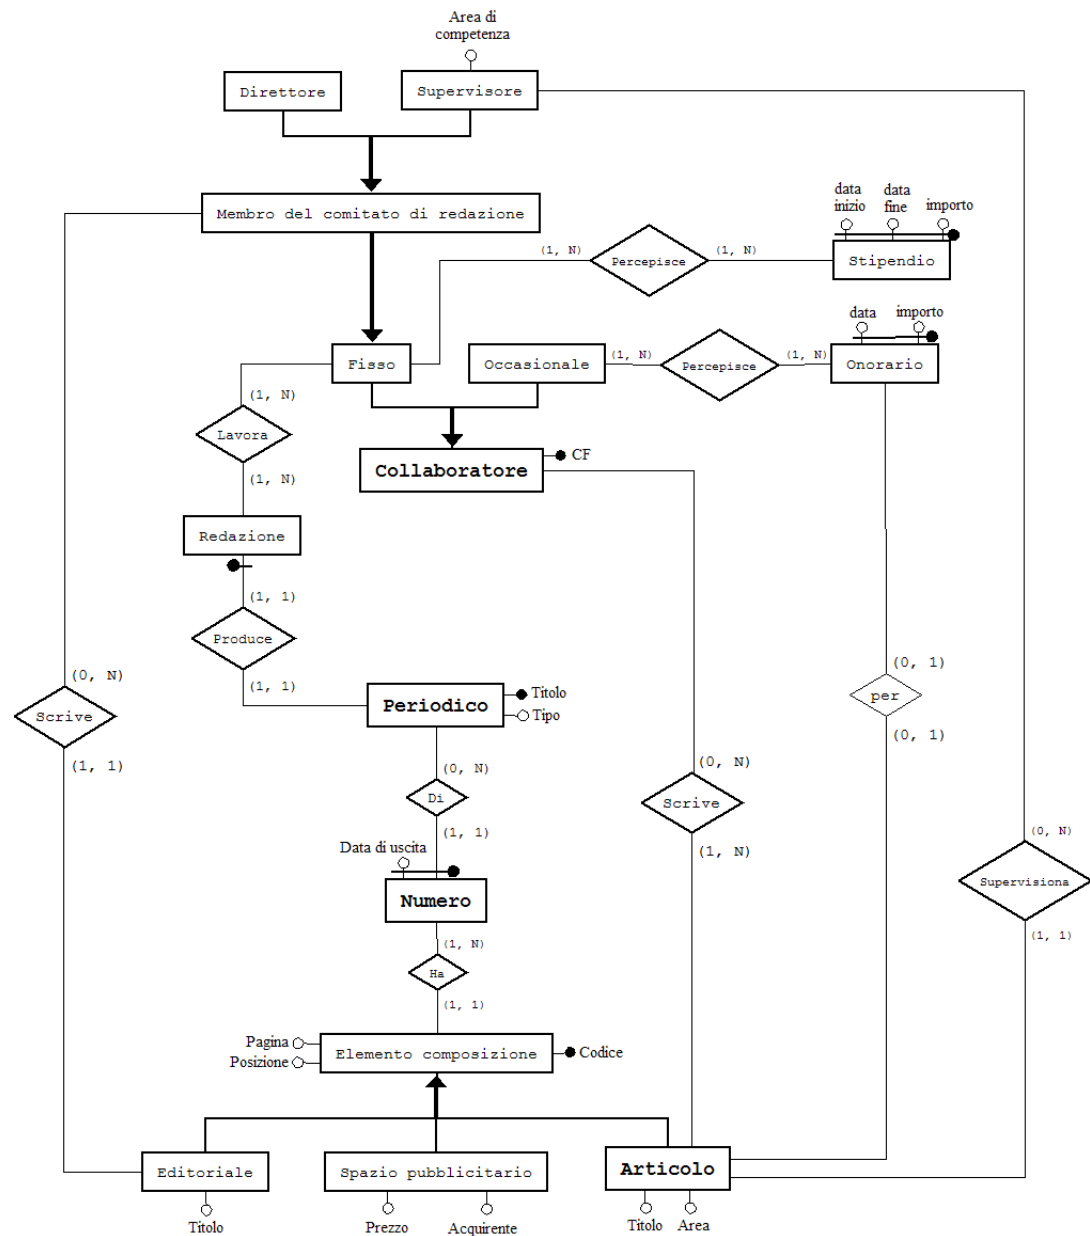 Area di
competenza
Direttore
Supervisore
Membro del comitato di redazione
data
inizio
data
fine
importo
(1, N)
Percepisce
(1, N)
Stipendio
data
importo
Fisso
Occasionale
(1, N)
Percepisce
(1, N)
Onorario
(1, N)
Lavora
(1, N)
Collaboratore
CF
Redazione
(1, 1)
Produce
(1, 1)
(0, N)
Scrive
(1, 1)
Periodico
Titolo
Tipo
(0, 1)
per
(0, 1)
(0, N)
Di
(1, 1)
(0, N)
Scrive
(1, N)
Data di uscita
Numero
(0, N)
Supervisiona
(1, 1)
(1, N)
Ha
(1, 1)
Pagina
Posizione
Elemento composizione
Codice
Editoriale
Spazio pubblicitario
Articolo
Titolo
Prezzo
Acquirente
Titolo
Area